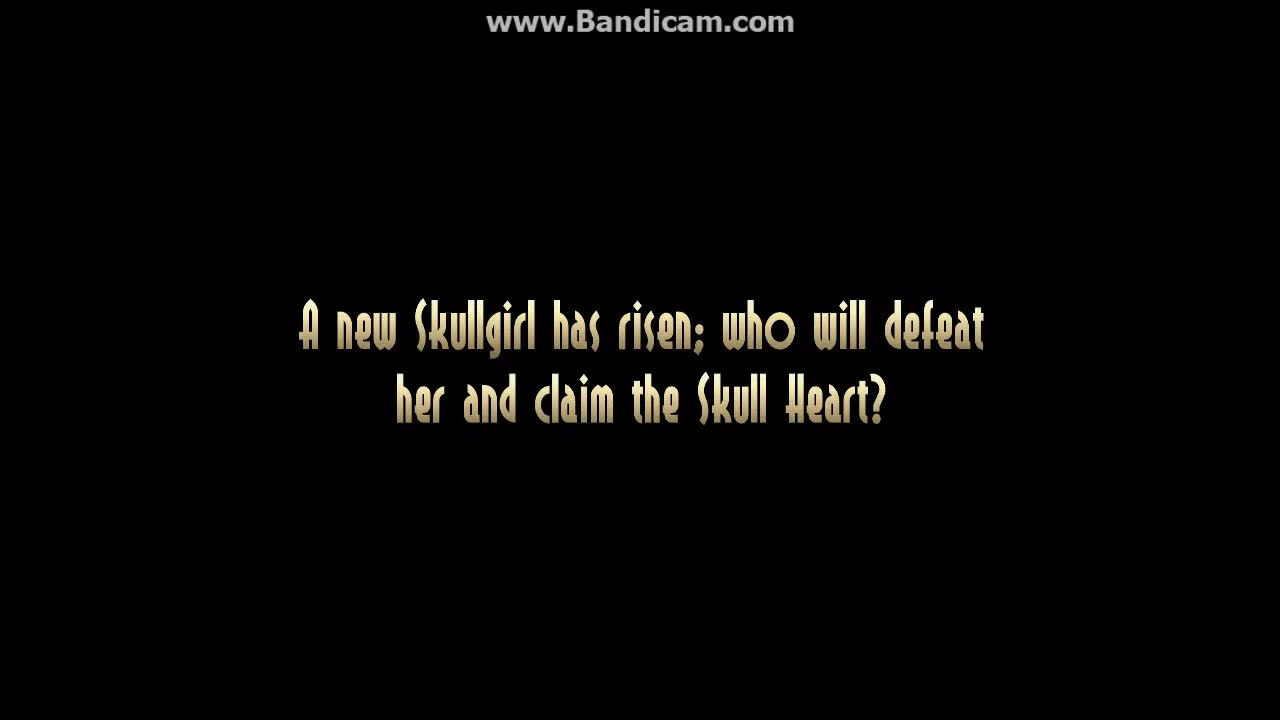 www.Bandicam.com
A new Skullgirl has risen; who will defeat
her and claim the Skull Heart?